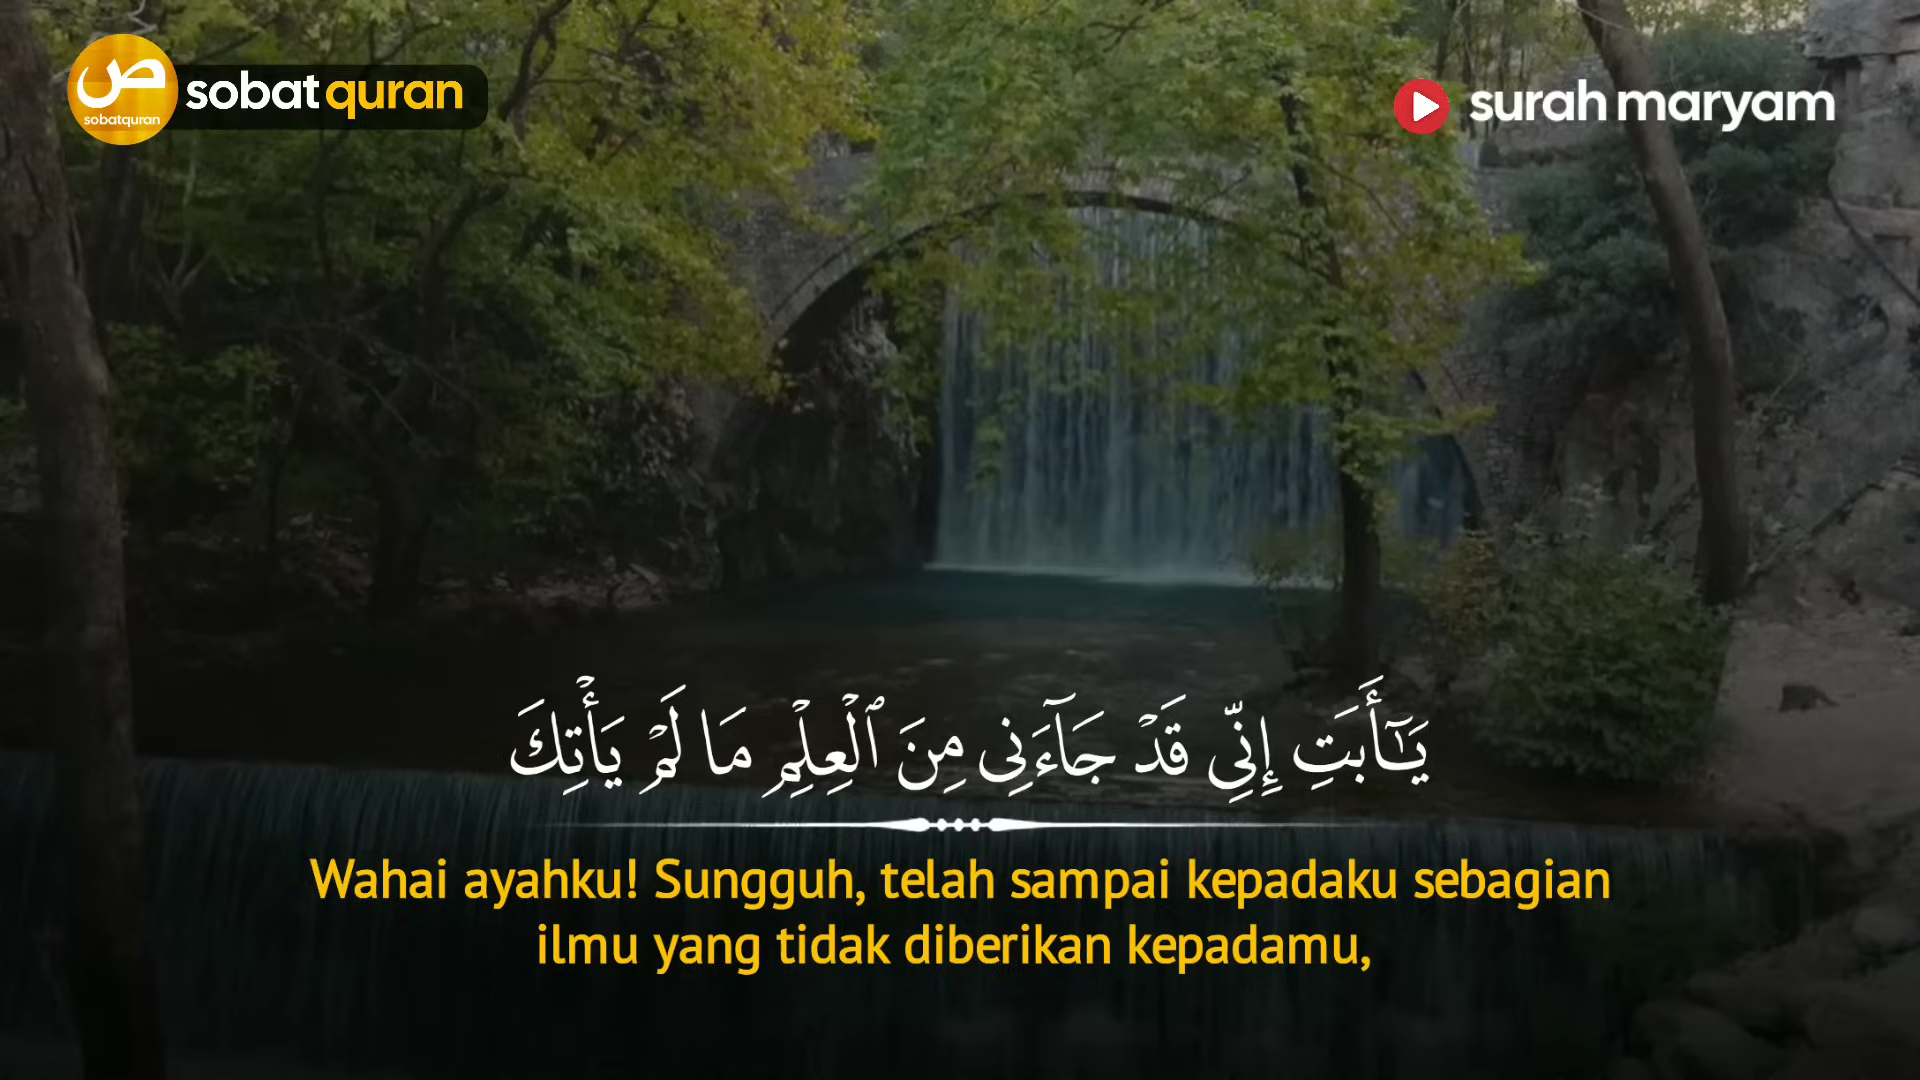 ص
sobatquran
sobat quran
surah maryam
يَـٰٓأَبَتِ إِنِّى قَدْ جَآءَنِى مِنَ ٱلْعِلْمِ مَا لَمْ يَأْتِكَ
Wahai ayahku! Sungguh, telah sampai kepadaku sebagian
ilmu yang tidak diberikan kepadamu,